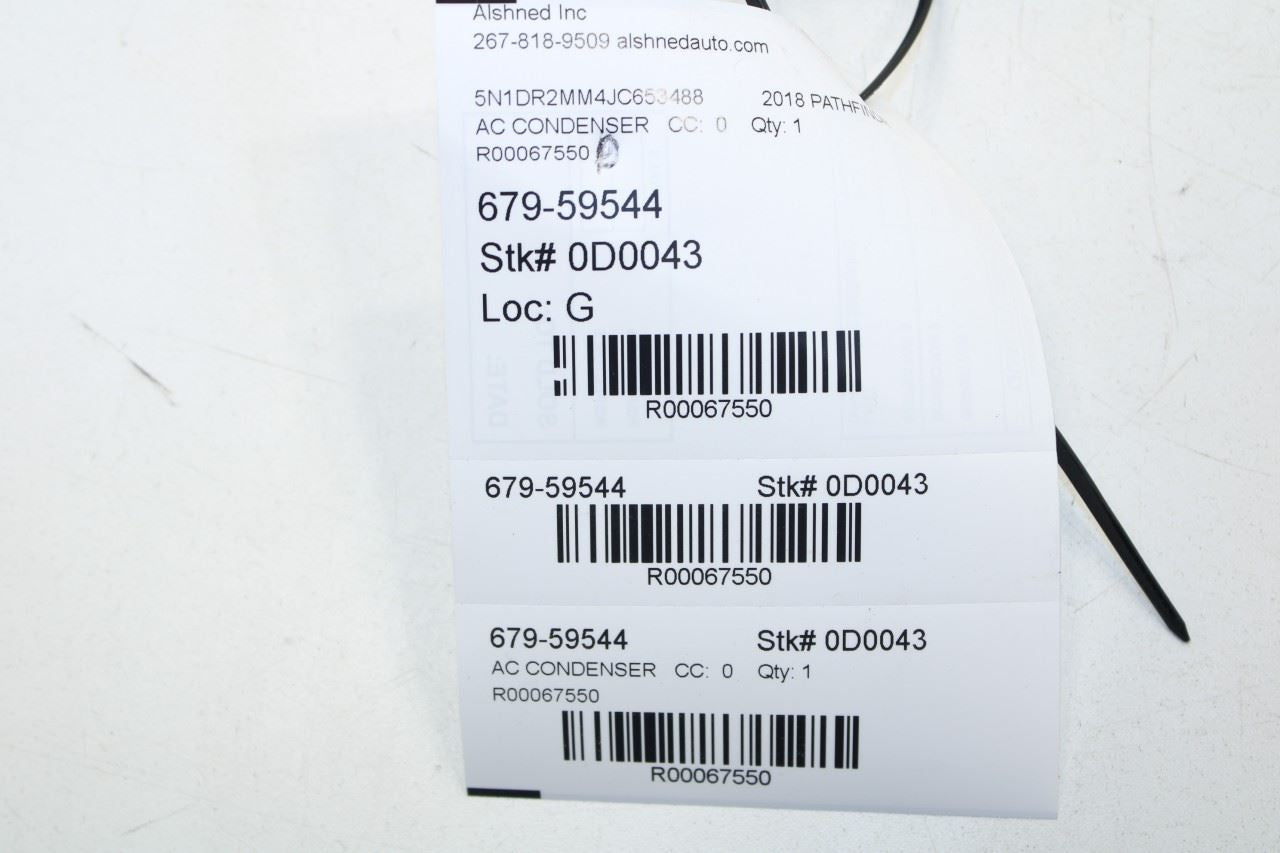 Alshned Inc
267-818-9509 alshnedauto.com
5N1DR2MM4JC653488 2018
AC CONDENSER CC: 0 Qty: 1
R00067550
679-59544
Stk# 0D0043
Loc: G
R00067550
679-59544 Stk# 0D0043
R00067550
679-59544 Stk# 0D0043
AC CONDENSER CC: 0 Qty: 1
R00067550
R00067550